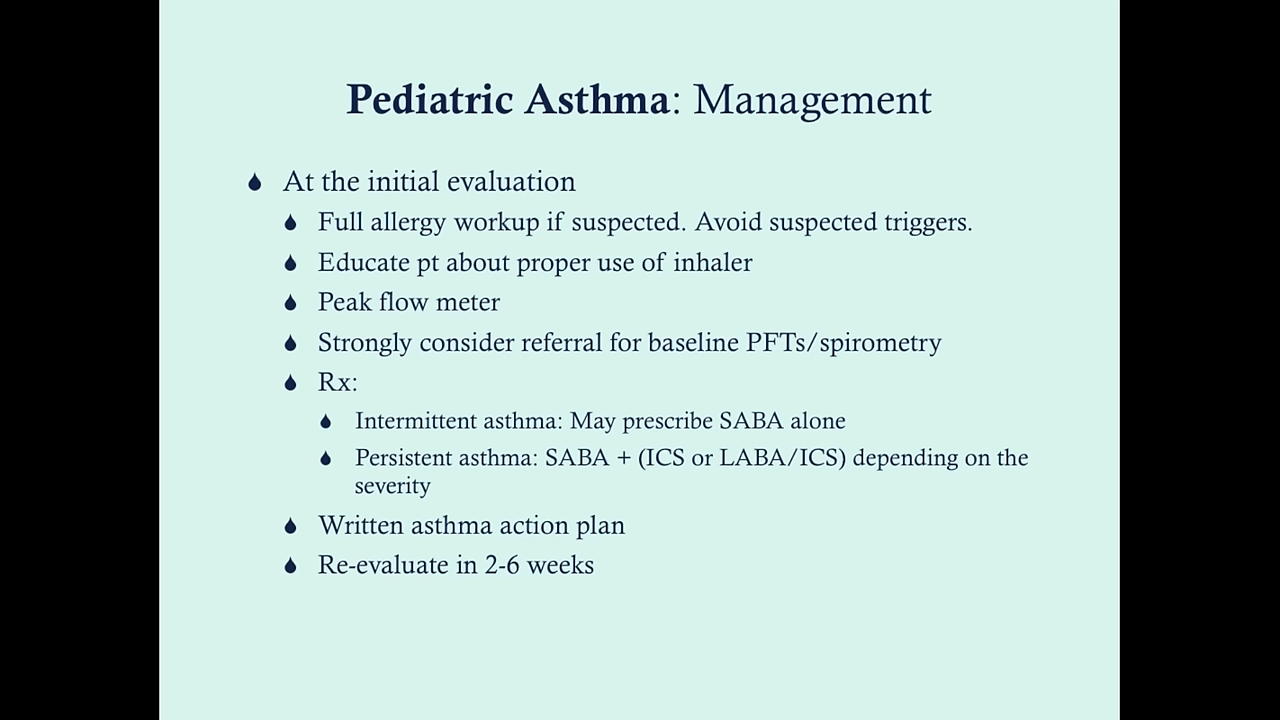 Pediatric Asthma: Management
At the initial evaluation
Full allergy workup if suspected. Avoid suspected triggers.
Educate pt about proper use of inhaler
Peak flow meter
Strongly consider referral for baseline PFTs/spirometry
Rx:
Intermittent asthma: May prescribe SABA alone
Persistent asthma: SABA + (ICS or LABA/ICS) depending on the
severity
Written asthma action plan
Re-evaluate in 2-6 weeks